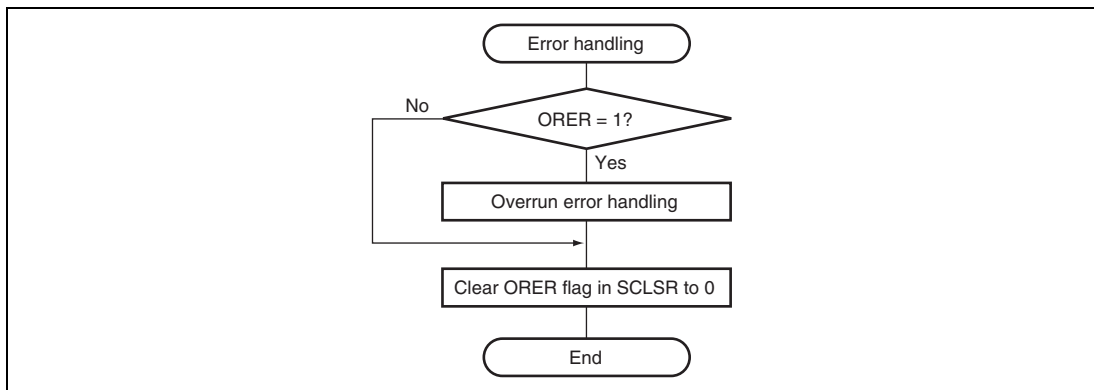 Error handling
No
ORER = 1?
Yes
Overrun error handling
Clear ORER flag in SCLSR to 0
End